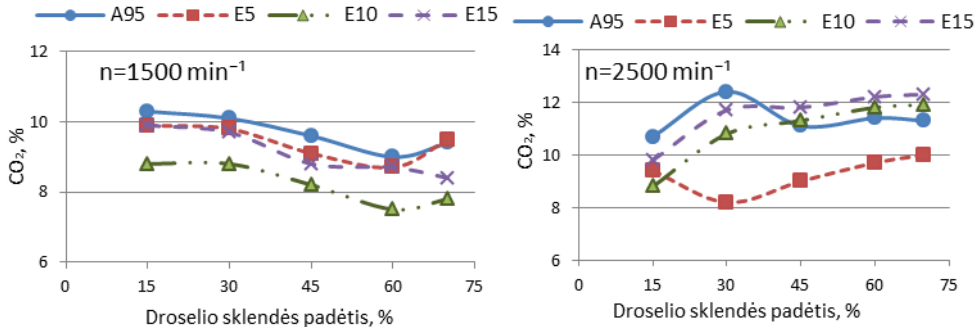 A95 E5 E10 E15
n=1500 min⁻¹
CO₂, %
12
10
8
6
0 15 30 45 60 75
Droselio sklendės padėtis, %
A95 E5 E10 E15
n=2500 min⁻¹
CO₂, %
14
12
10
8
6
0 15 30 45 60 75
Droselio sklendės padėtis, %